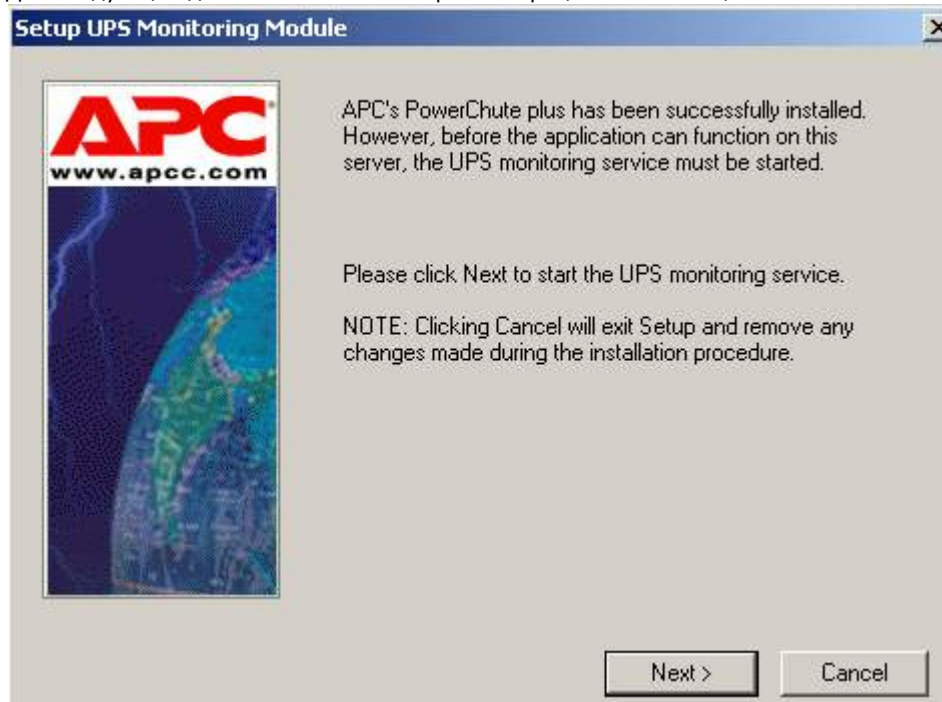 Setup UPS Monitoring Module
APC
www.apcc.com
APC's PowerChute plus has been successfully installed.
However, before the application can function on this
server, the UPS monitoring service must be started.
Please click Next to start the UPS monitoring service.
NOTE: Clicking Cancel will exit Setup and remove any
changes made during the installation procedure.
Next >
Cancel